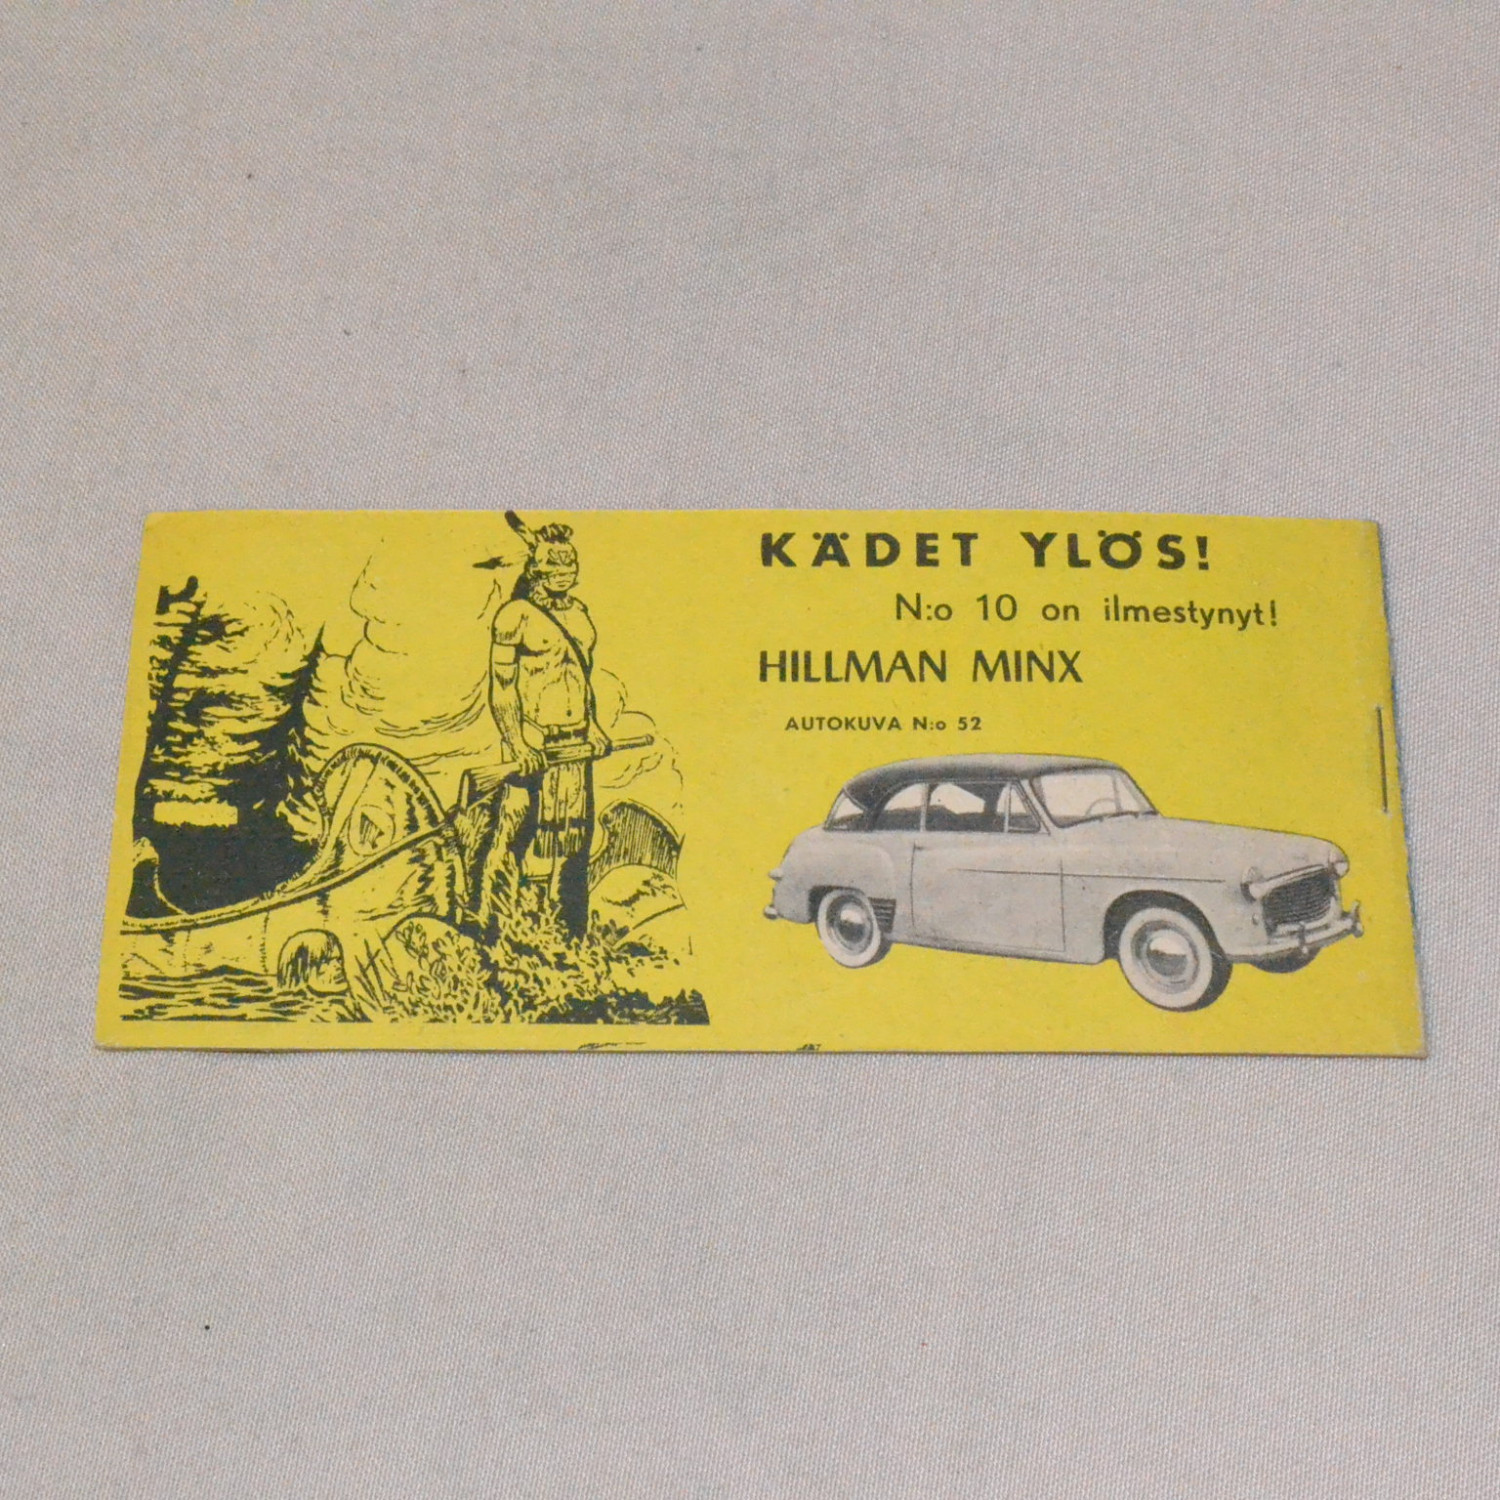 KÄDET YLÖS!
N:o 10 on ilmestynyt!
HILLMAN MINX
AUTOKUVA N:o 52